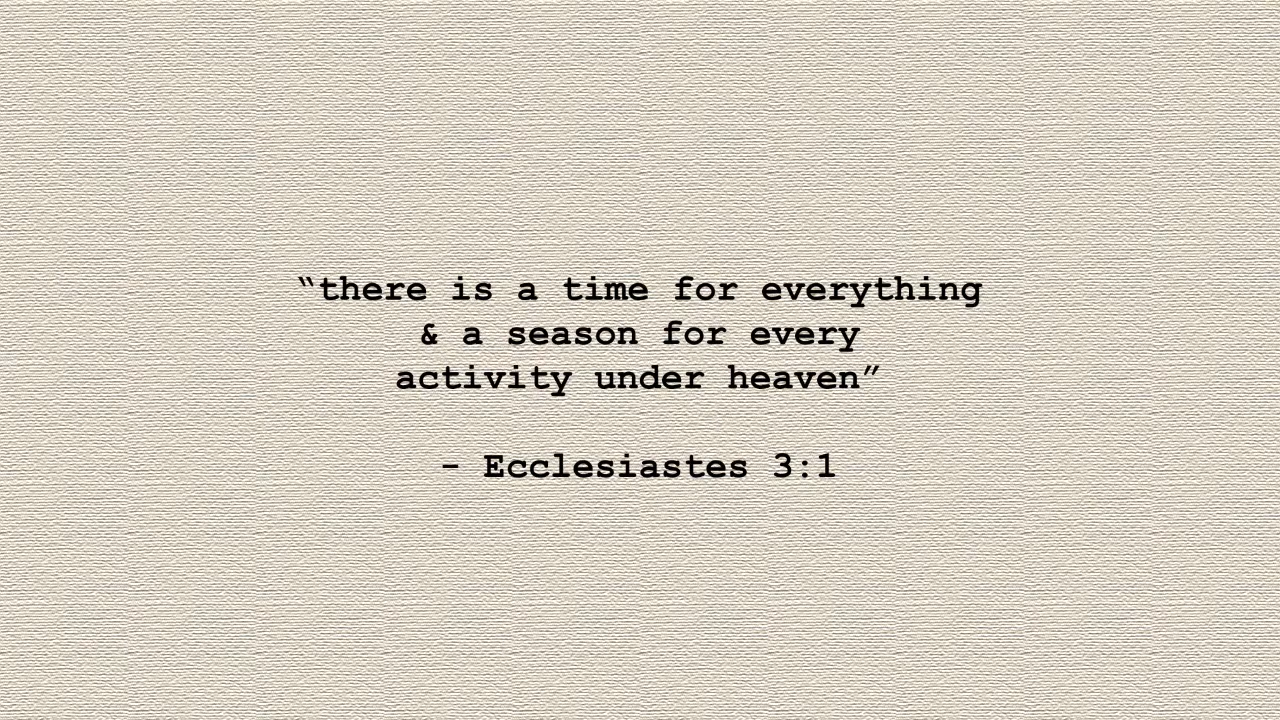 “there is a time for everything
& a season for every
activity under heaven”
- Ecclesiastes 3:1